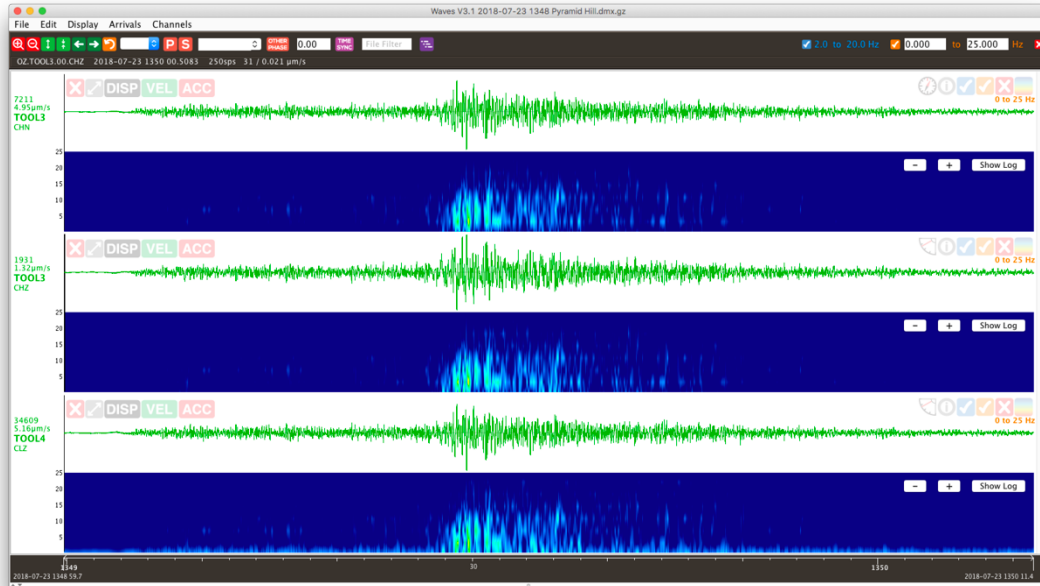 Waves V3.1 2018-07-23 1348 Pyramid Hill.dmx.gz
File Edit Display Arrivals Channels
P S OTHER PHASE 0.00 TIME SYNC File Filter 2.0 to 20.0 Hz 0.000 to 25.000 Hz
OZ.TOOL3.00.CHZ 2018-07-23 1350 00.5083 250sps 31 / 0.021 µm/s
DISP VEL ACC
7211
4.95µm/s
TOOL3
CHN
0 to 25 Hz
25
20
15
10
5
- + Show Log
DISP VEL ACC
1931
1.32µm/s
TOOL3
CHZ
0 to 25 Hz
25
20
15
10
5
- + Show Log
DISP VEL ACC
34609
5.16µm/s
TOOL4
CLZ
0 to 25 Hz
25
20
15
10
5
- + Show Log
1349 30 1350
2018-07-23 1348 59.7 2018-07-23 1350 11.4